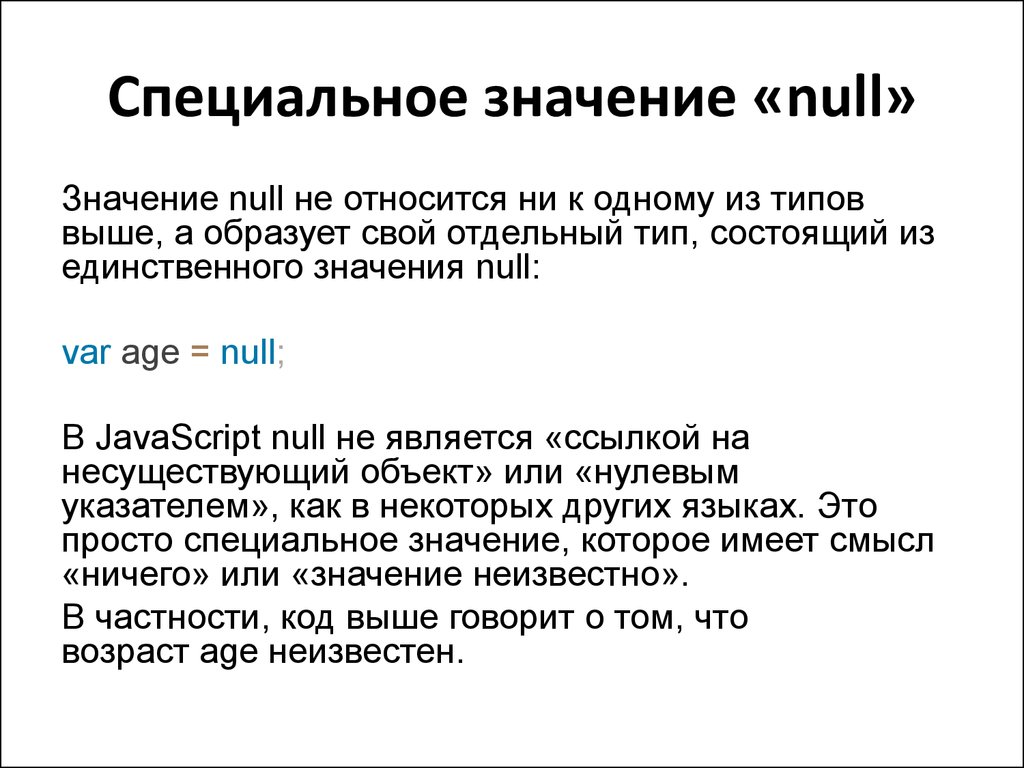 Специальное значение «null»
Значение null не относится ни к одному из типов
выше, а образует свой отдельный тип, состоящий из
единственного значения null:
var age = null;
В JavaScript null не является «ссылкой на
несуществующий объект» или «нулевым
указателем», как в некоторых других языках. Это
просто специальное значение, которое имеет смысл
«ничего» или «значение неизвестно».
В частности, код выше говорит о том, что
возраст age неизвестен.